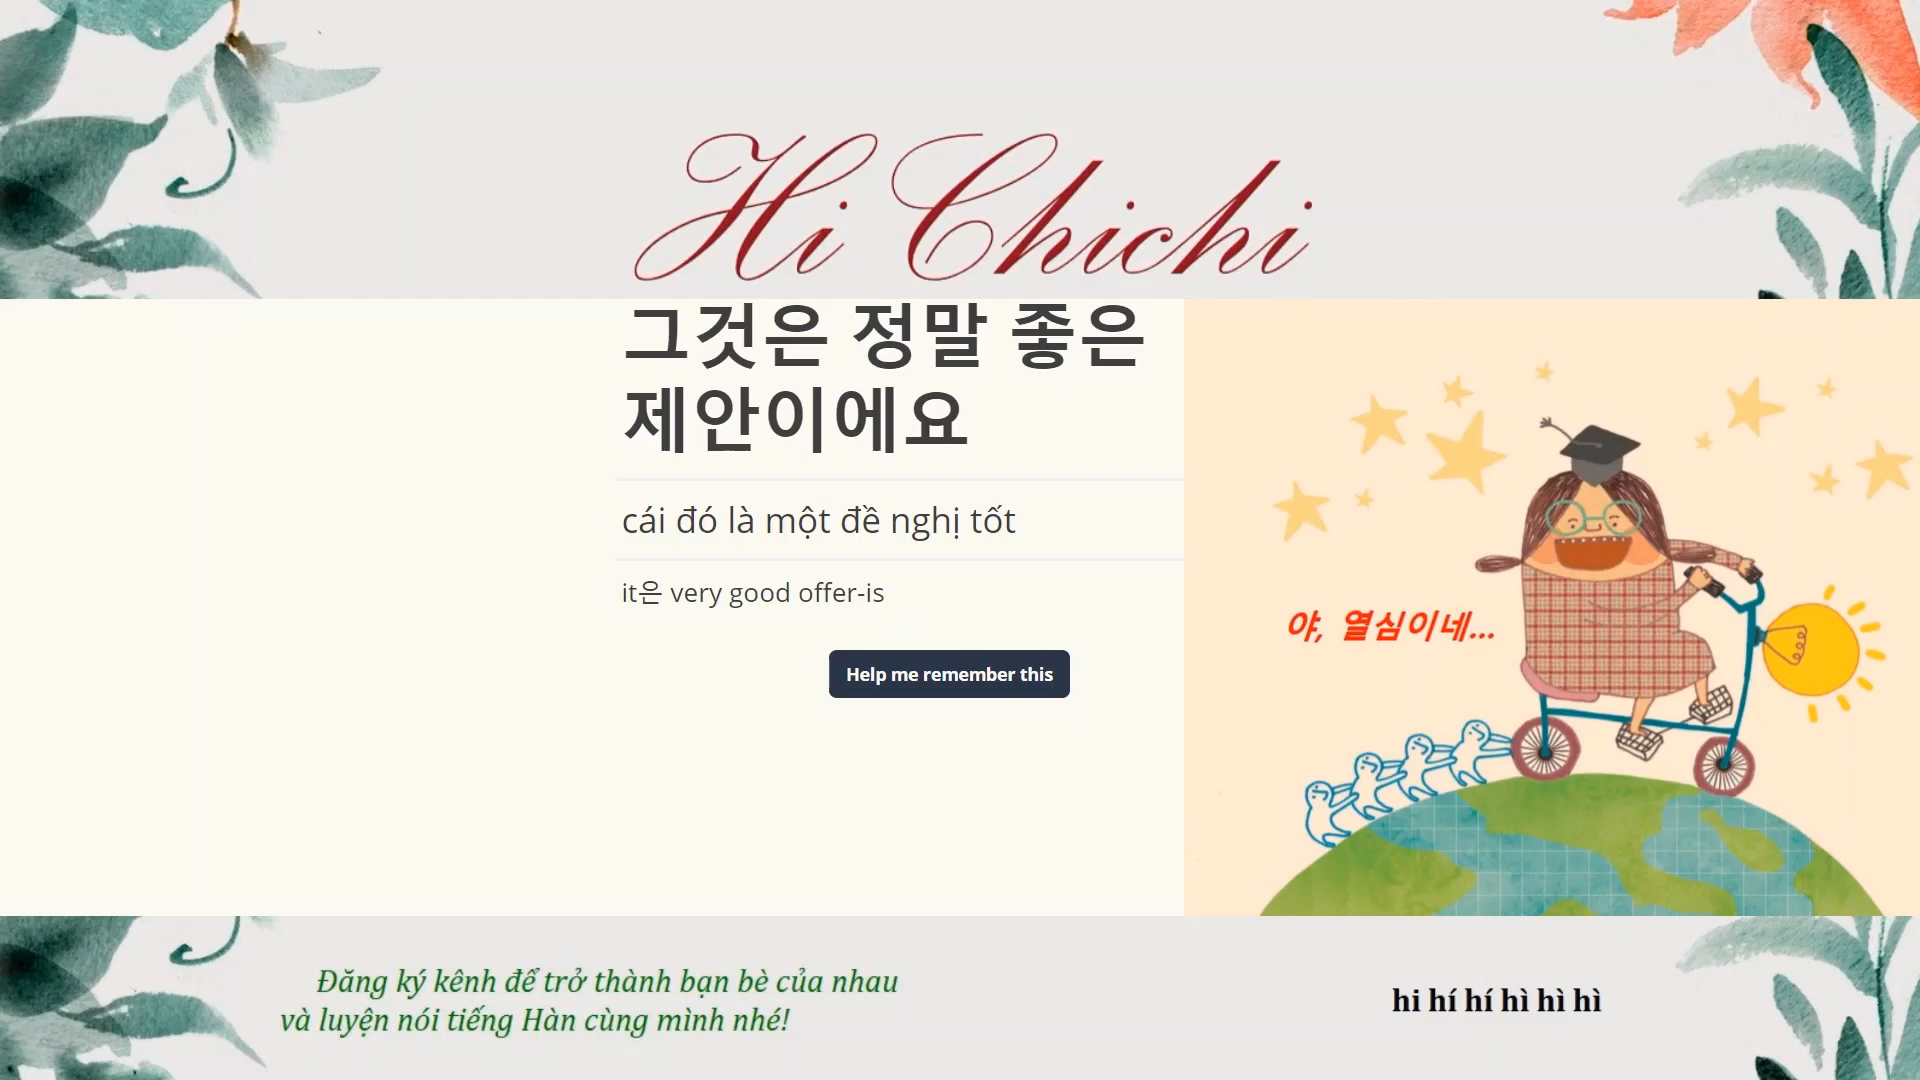 Hi Chichi
그것은 정말 좋은
제안이에요
cái đó là một đề nghị tốt
it은 very good offer-is
Help me remember this
야, 열심이네...
Đăng ký kênh để trở thành bạn bè của nhau
và luyện nói tiếng Hàn cùng mình nhé!
hi hí hí hì hì hì